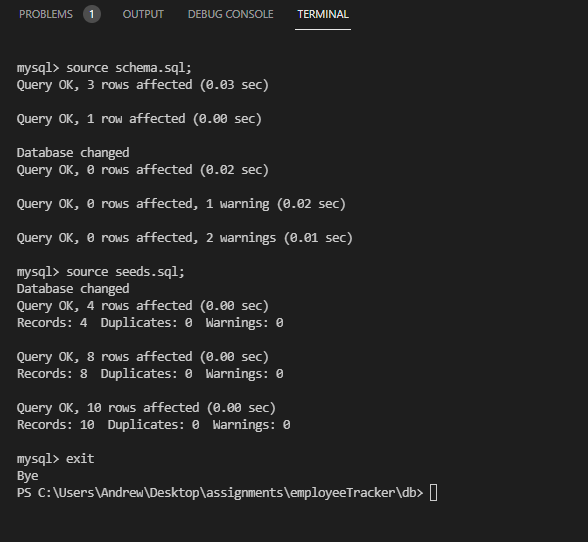 PROBLEMS 1 OUTPUT DEBUG CONSOLE TERMINAL
mysql> source schema.sql;
Query OK, 3 rows affected (0.03 sec)
Query OK, 1 row affected (0.00 sec)
Database changed
Query OK, 0 rows affected (0.02 sec)
Query OK, 0 rows affected, 1 warning (0.02 sec)
Query OK, 0 rows affected, 2 warnings (0.01 sec)
mysql> source seeds.sql;
Database changed
Query OK, 4 rows affected (0.00 sec)
Records: 4  Duplicates: 0  Warnings: 0
Query OK, 8 rows affected (0.00 sec)
Records: 8  Duplicates: 0  Warnings: 0
Query OK, 10 rows affected (0.00 sec)
Records: 10  Duplicates: 0  Warnings: 0
mysql> exit
Bye
PS C:\Users\Andrew\Desktop\assignments\employeeTracker\db>